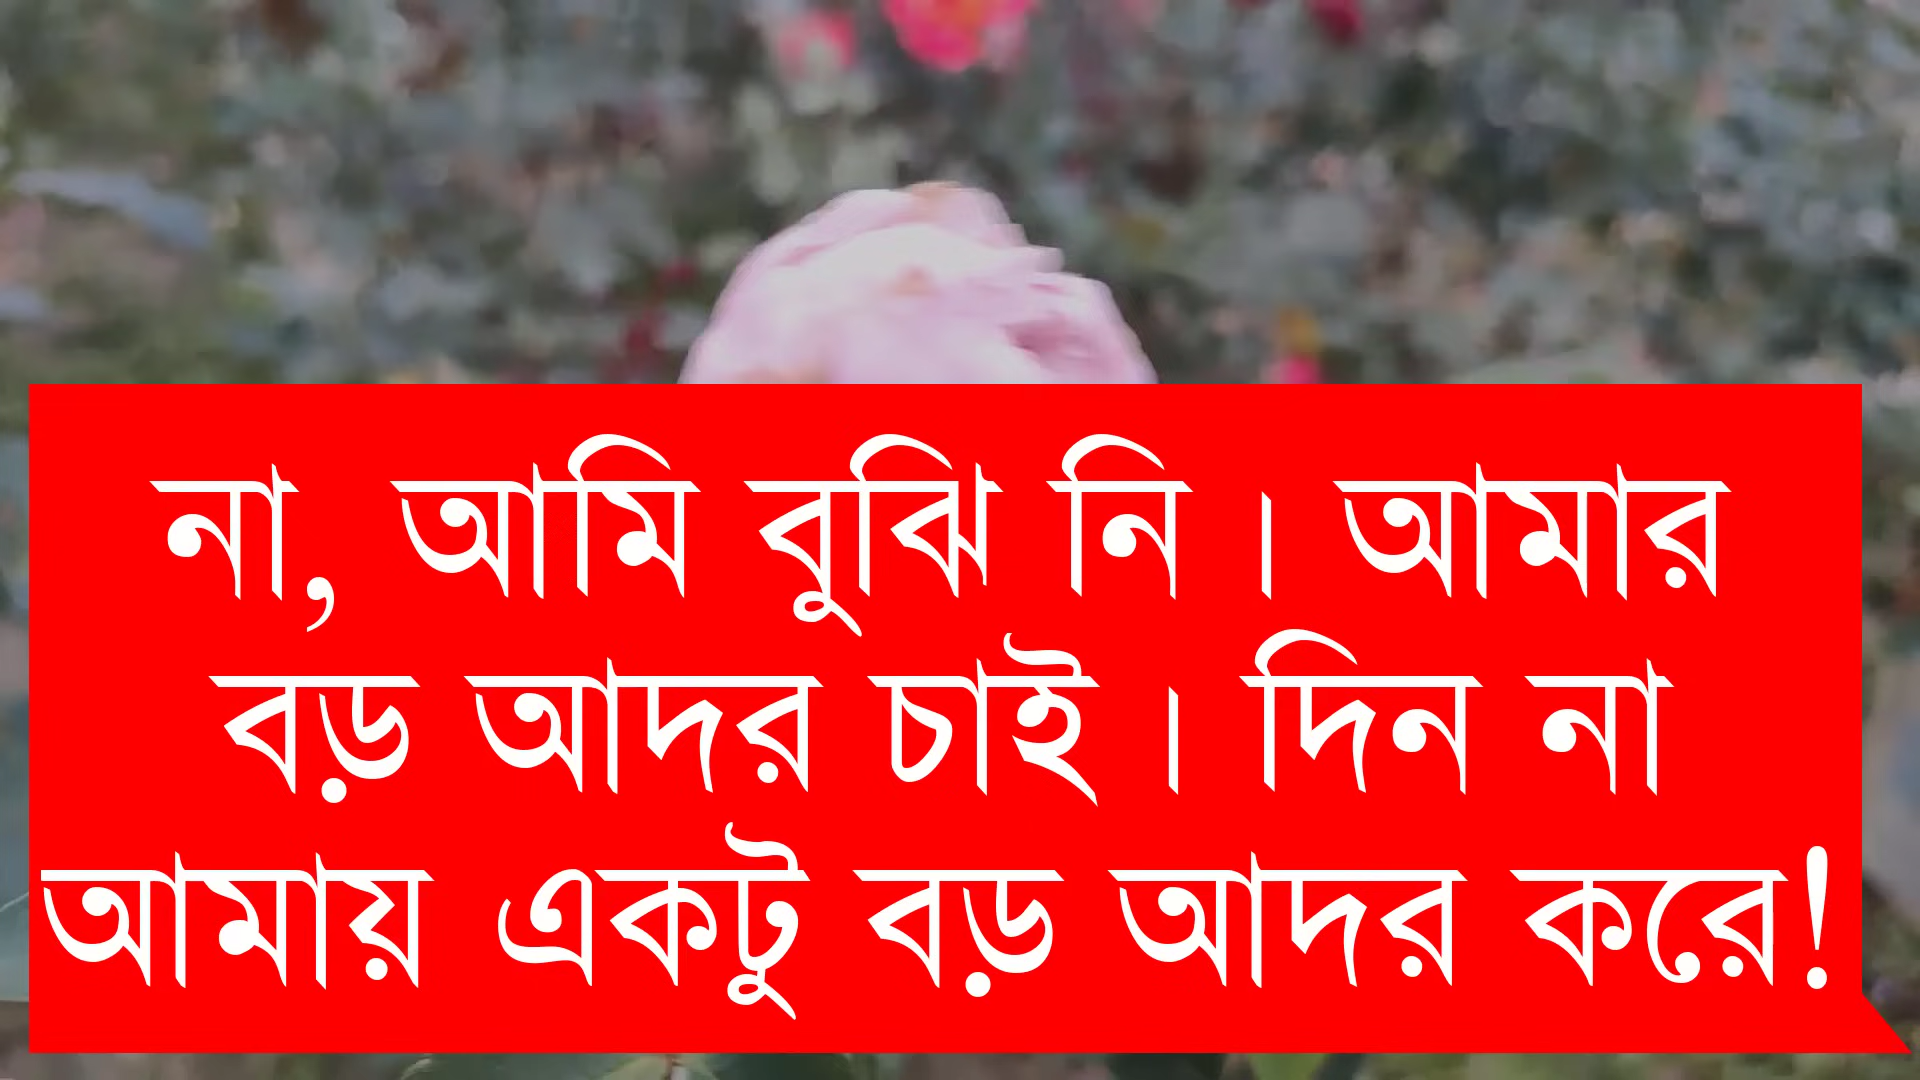 না, আমি বুঝি নি । আমার
বড় আদর চাই । দিন না
আমায় একটু বড় আদর করে!